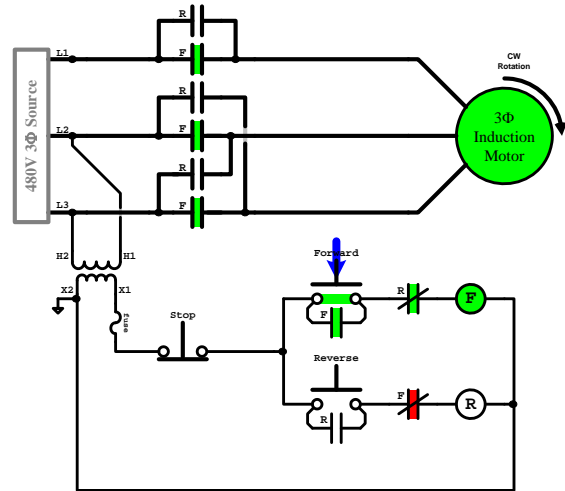 R
F
L1
R
F
L2
R
F
L3
480V 3Φ Source
CW
Rotation
3Φ
Induction
Motor
H2
H1
X2
X1
fuse
Stop
Forward
F
R
F
Reverse
R
F
R